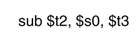 sub $t2, $s0, $t3